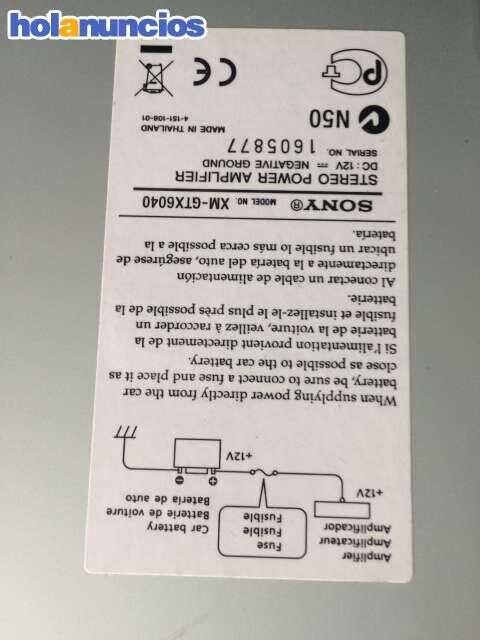 holanuncios
Amplifier
Amplificateur
Amplificador
Fuse
Fusible
Fusible
Car battery
Batterie de voiture
Batería de auto
+12V
+12V
When supplying power directly from the car
battery, be sure to connect a fuse and place it as
close as possible to the car battery.
Si l'alimentation provient directement de la
batterie de la voiture, veillez à raccorder un
fusible et installez-le le plus près possible de la
batterie.
Al conectar un cable de alimentación
directamente a la batería del auto, asegúrese de
ubicar un fusible lo más cerca posible a la
batería.
SONY® MODEL NO. XM-GTX6040
STEREO POWER AMPLIFIER
DC:12V NEGATIVE GROUND
SERIAL NO. 1605877
MADE IN THAILAND
4-151-108-01
N50
PCT
CE